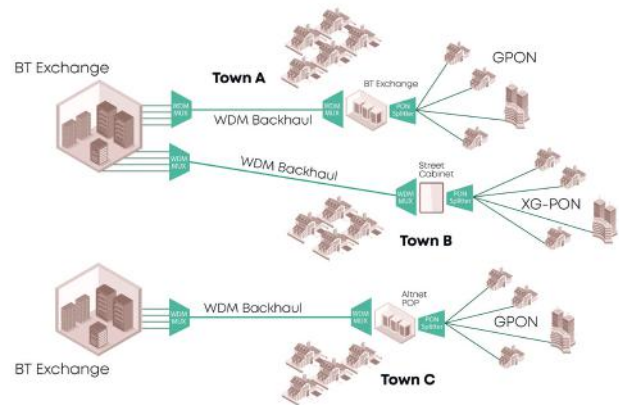 BT Exchange
Town A
WDM
MUX
WDM Backhaul
WDM
MUX
BT Exchange
PON
Splitter
GPON
WDM
MUX
WDM Backhaul
WDM
MUX
Street
Cabinet
PON
Splitter
XG-PON
Town B
BT Exchange
WDM
MUX
WDM Backhaul
WDM
MUX
Altnet
POP
PON
Splitter
GPON
Town C